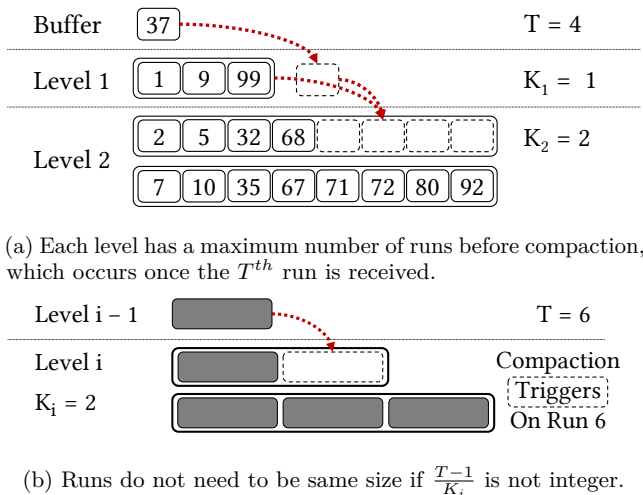 Buffer 37 T = 4
Level 1 1 9 99 K₁ = 1
Level 2 2 5 32 68 K₂ = 2
7 10 35 67 71 72 80 92
(a) Each level has a maximum number of runs before compaction,
which occurs once the Tᵗʰ run is received.
Level i – 1 T = 6
Level i Compaction
Kᵢ = 2 Triggers
On Run 6
(b) Runs do not need to be same size if (T−1)/Kᵢ is not integer.